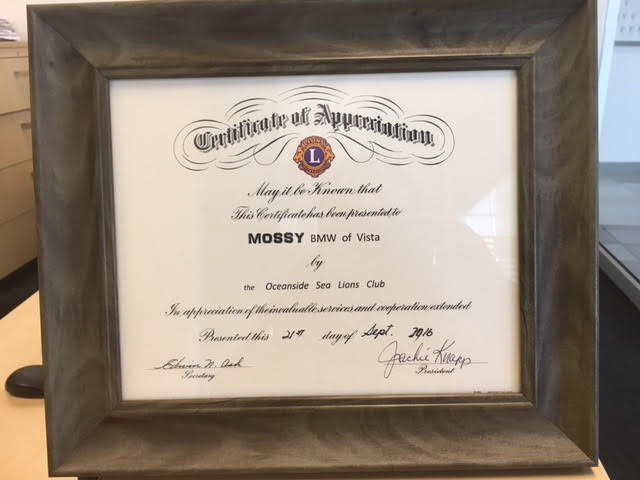 Certificate of Appreciation
L
May it be Known that
This Certificate has been presented to
MOSSY BMW of Vista
by
the Oceanside Sea Lions Club
In appreciation of the invaluable services and cooperation extended
Presented this 21st day of Sept. 2016
Edwin N. Ash Jackie Knapp
Secretary President